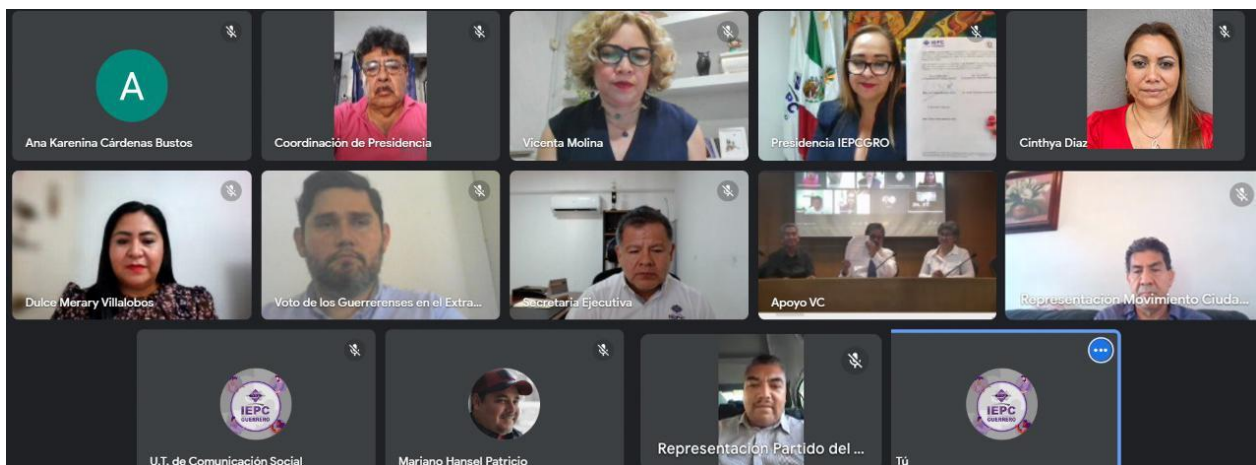 A
Ana Karenina Cárdenas Bustos
Coordinación de Presidencia
Vicenta Molina
IEPC
Presidencia IEPCGRO
Cinthya Diaz
Dulce Merary Villalobos
Voto de los Guerrerenses en el Extra...
Secretaria Ejecutiva
Apoyo VC
Representación Movimiento Ciuda...
IEPC
GUERRERO
U.T. de Comunicación Social
Mariano Hansel Patricio
Representación Partido del ...
IEPC
GUERRERO
Tú